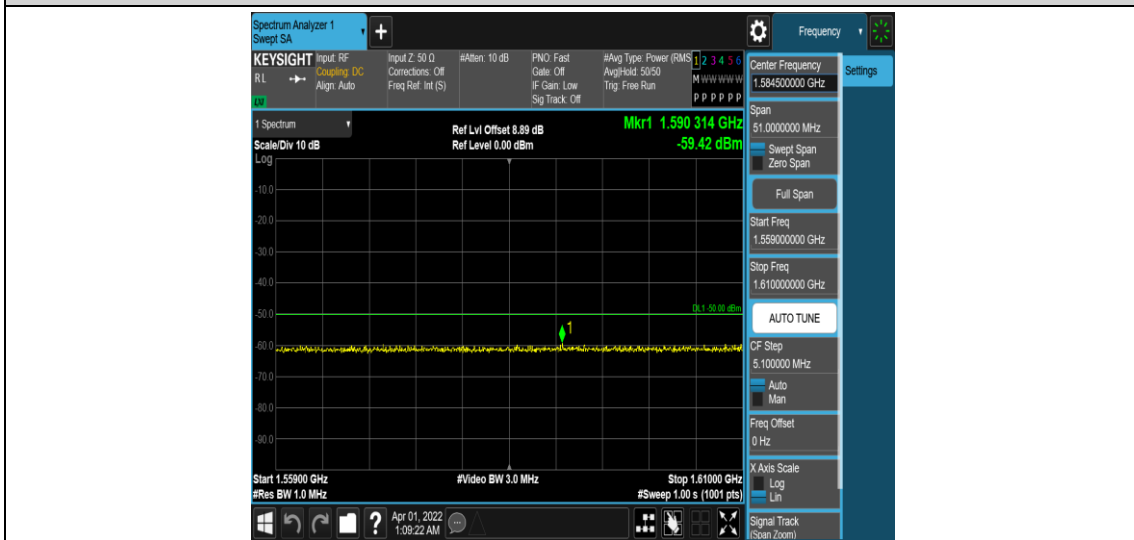 Spectrum Analyzer 1
Swept SA
+
Frequency
KEYSIGHT
RL
Input: RF
Coupling: DC
Align: Auto
Input Z: 50 Ω
Corrections: Off
Freq Ref: Int (S)
#Atten: 10 dB
PNO: Fast
Gate: Off
IF Gain: Low
Sig Track: Off
#Avg Type: Power (RMS
Avg|Hold: 50/50
Trig: Free Run
1 2 3 4 5 6
M W W W W W
P P P P P P
Center Frequency
1.584500000 GHz
Settings
Span
51.0000000 MHz
Swept Span
Zero Span
Full Span
Start Freq
1.559000000 GHz
Stop Freq
1.610000000 GHz
AUTO TUNE
CF Step
5.100000 MHz
Auto
Man
Freq Offset
0 Hz
X Axis Scale
Log
Lin
Signal Track
(Span Zoom)
1 Spectrum
Scale/Div 10 dB
Ref Lvl Offset 8.89 dB
Ref Level 0.00 dBm
Mkr1 1.590 314 GHz
-59.42 dBm
Log
-10.0
-20.0
-30.0
-40.0
DL1 -50.00 dBm
-50.0
1
-60.0
-70.0
-80.0
-90.0
Start 1.55900 GHz
#Res BW 1.0 MHz
#Video BW 3.0 MHz
Stop 1.61000 GHz
#Sweep 1.00 s (1001 pts)
?
Apr 01, 2022
1:09:22 AM